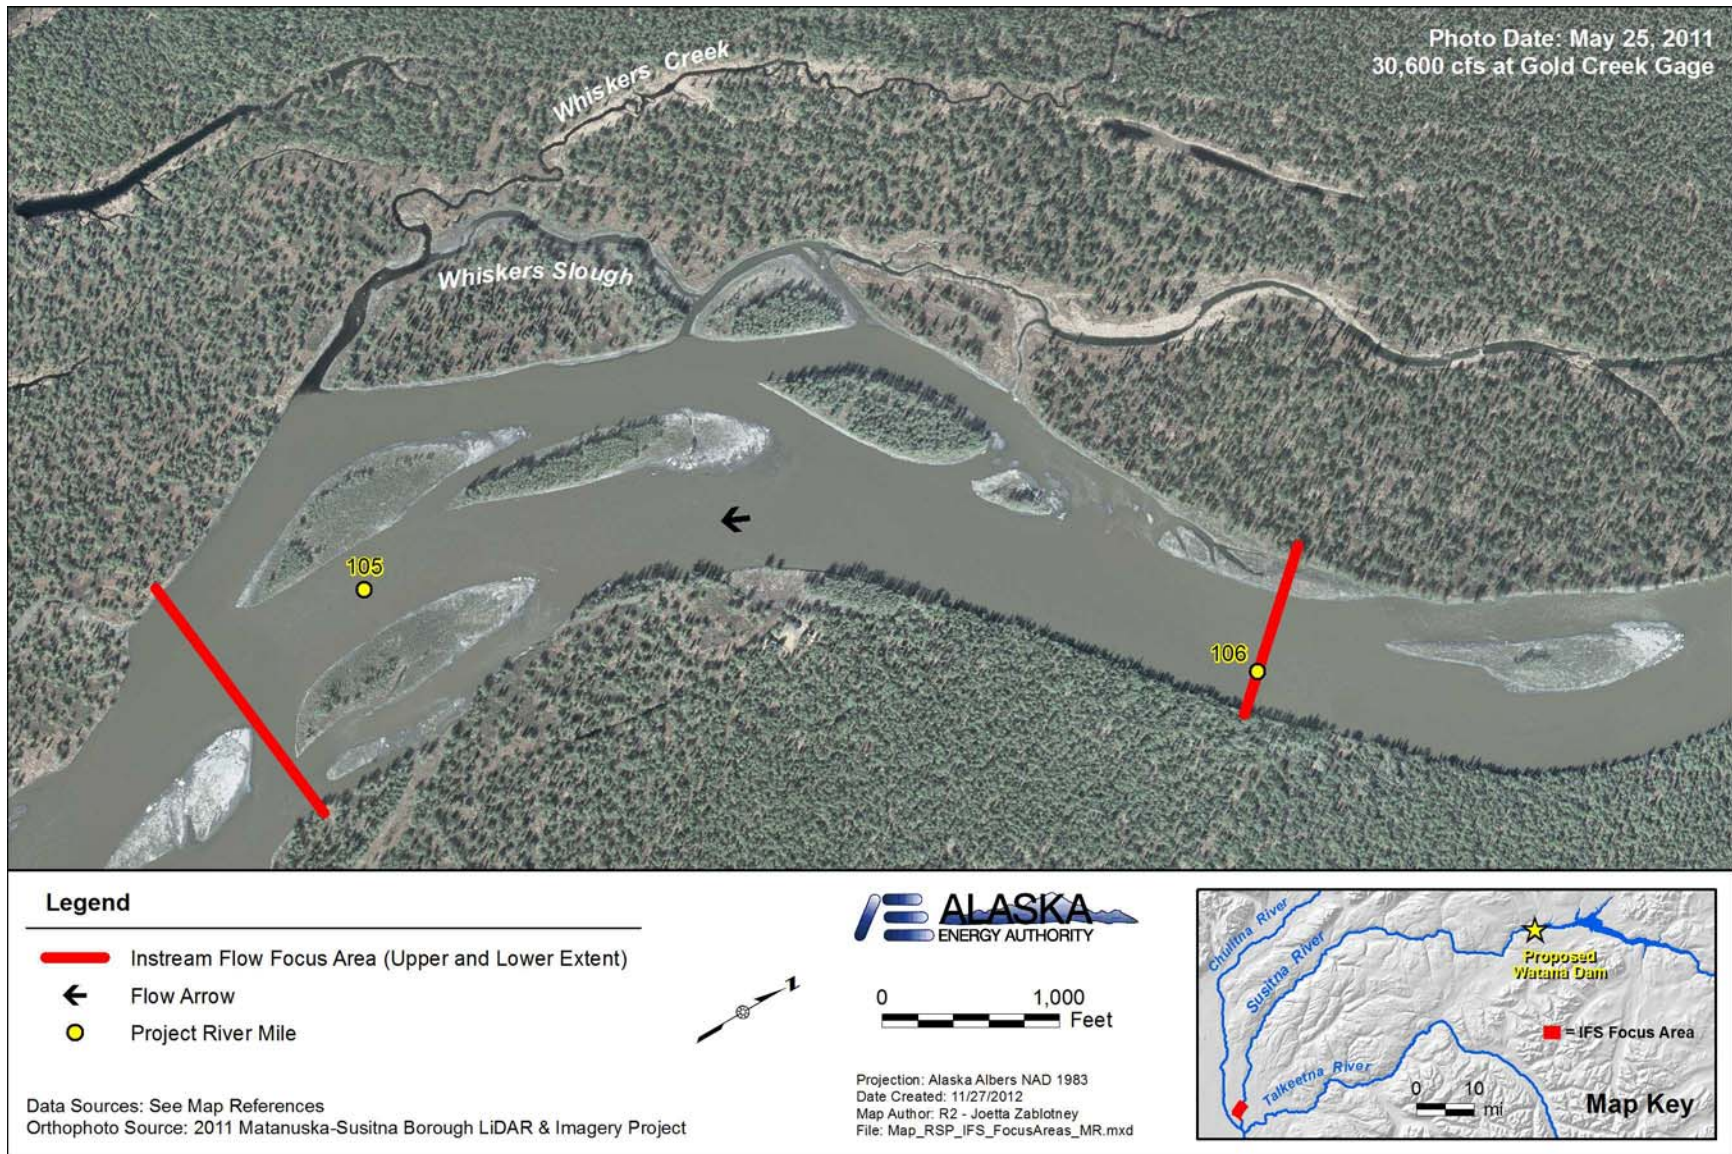 Photo Date: May 25, 2011
30,600 cfs at Gold Creek Gage
Whiskers Creek
Whiskers Slough
105
106
Legend
Instream Flow Focus Area (Upper and Lower Extent)
Flow Arrow
Project River Mile
Data Sources: See Map References
Orthophoto Source: 2011 Matanuska-Susitna Borough LiDAR & Imagery Project
ALASKA
ENERGY AUTHORITY
N
0 1,000
Feet
Projection: Alaska Albers NAD 1983
Date Created: 11/27/2012
Map Author: R2 - Joetta Zablotney
File: Map_RSP_IFS_FocusAreas_MR.mxd
Chulitna River
Susitna River
Proposed
Watana Dam
= IFS Focus Area
Talkeetna River
0 10
mi
Map Key